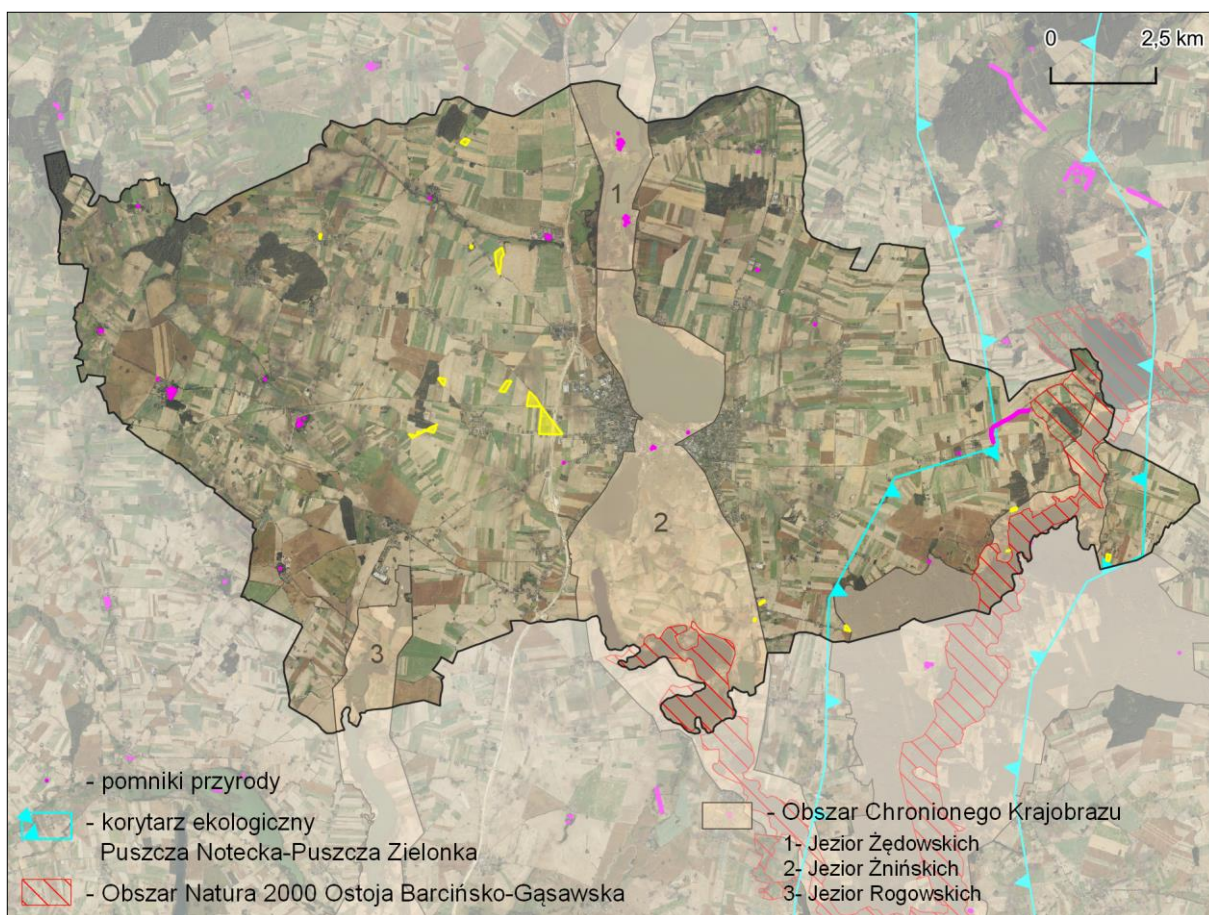 0 2,5 km
1
2
3
- pomniki przyrody
- korytarz ekologiczny
Puszcza Notecka-Puszcza Zielonka
- Obszar Natura 2000 Ostoja Barcińsko-Gąsawska
- Obszar Chronionego Krajobrazu
1- Jezior Żędowskich
2- Jezior Żnińskich
3- Jezior Rogowskich